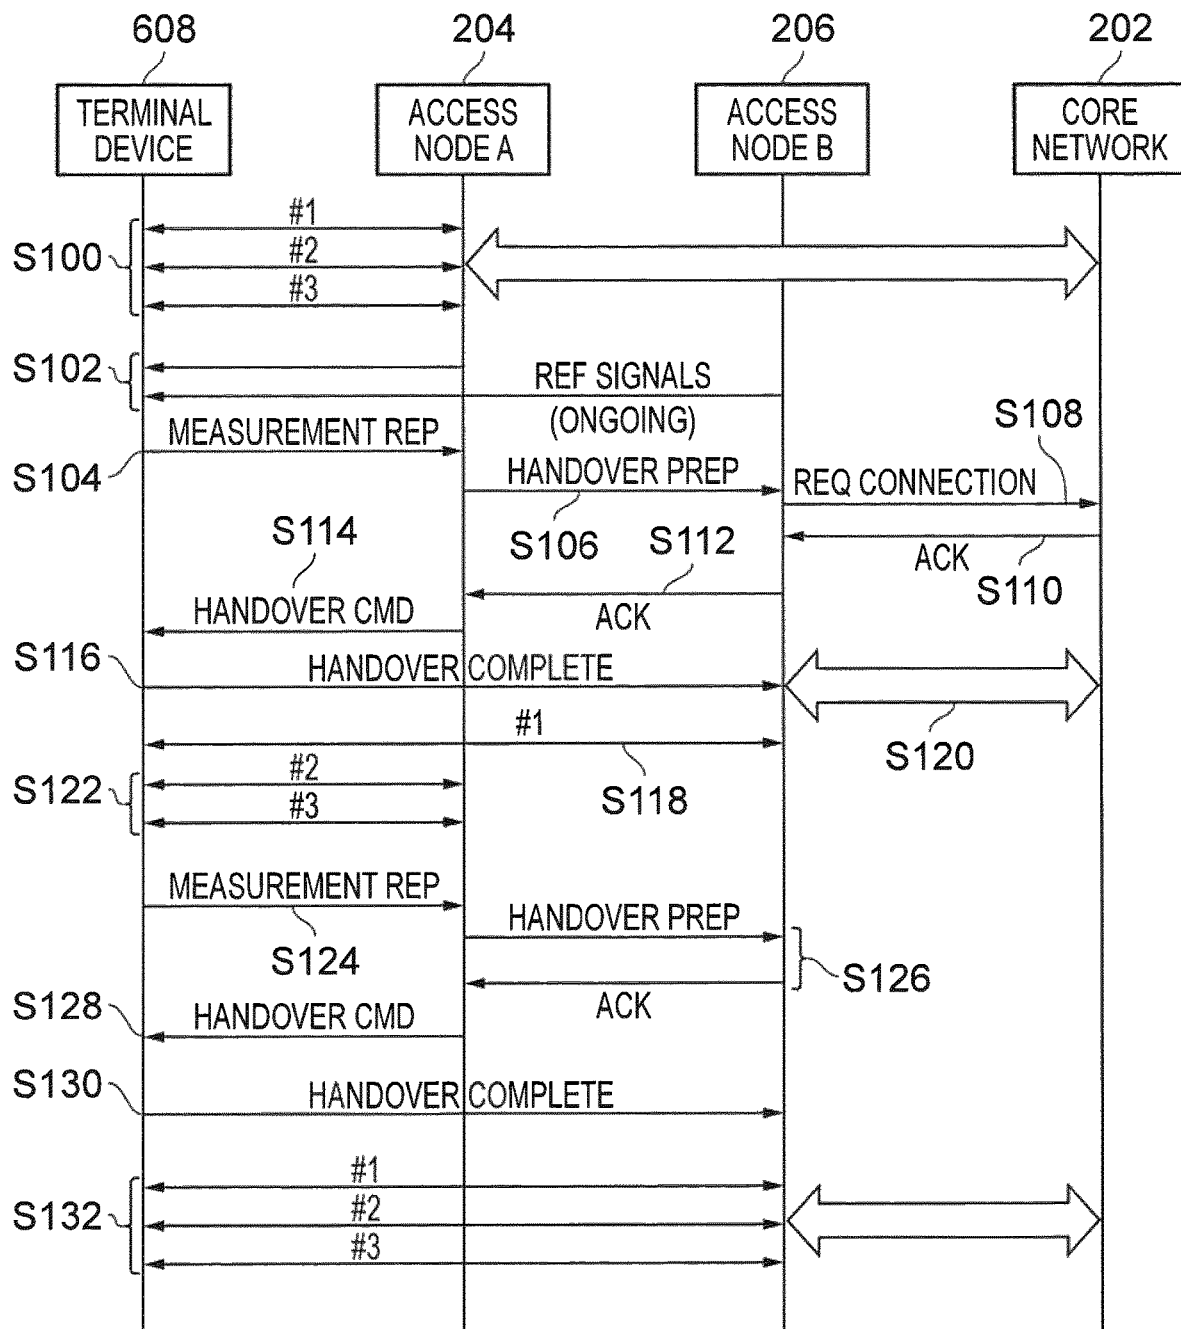 608
204
206
202
TERMINAL
DEVICE
ACCESS
NODE A
ACCESS
NODE B
CORE
NETWORK
#1
S100
#2
#3
S102
REF SIGNALS
(ONGOING)
S108
MEASUREMENT REP
S104
HANDOVER PREP
REQ CONNECTION
S114
S106
S112
ACK
S110
HANDOVER CMD
ACK
S116
HANDOVER COMPLETE
#1
S120
S122
#2
S118
#3
MEASUREMENT REP
HANDOVER PREP
S124
S126
S128
HANDOVER CMD
ACK
S130
HANDOVER COMPLETE
#1
S132
#2
#3